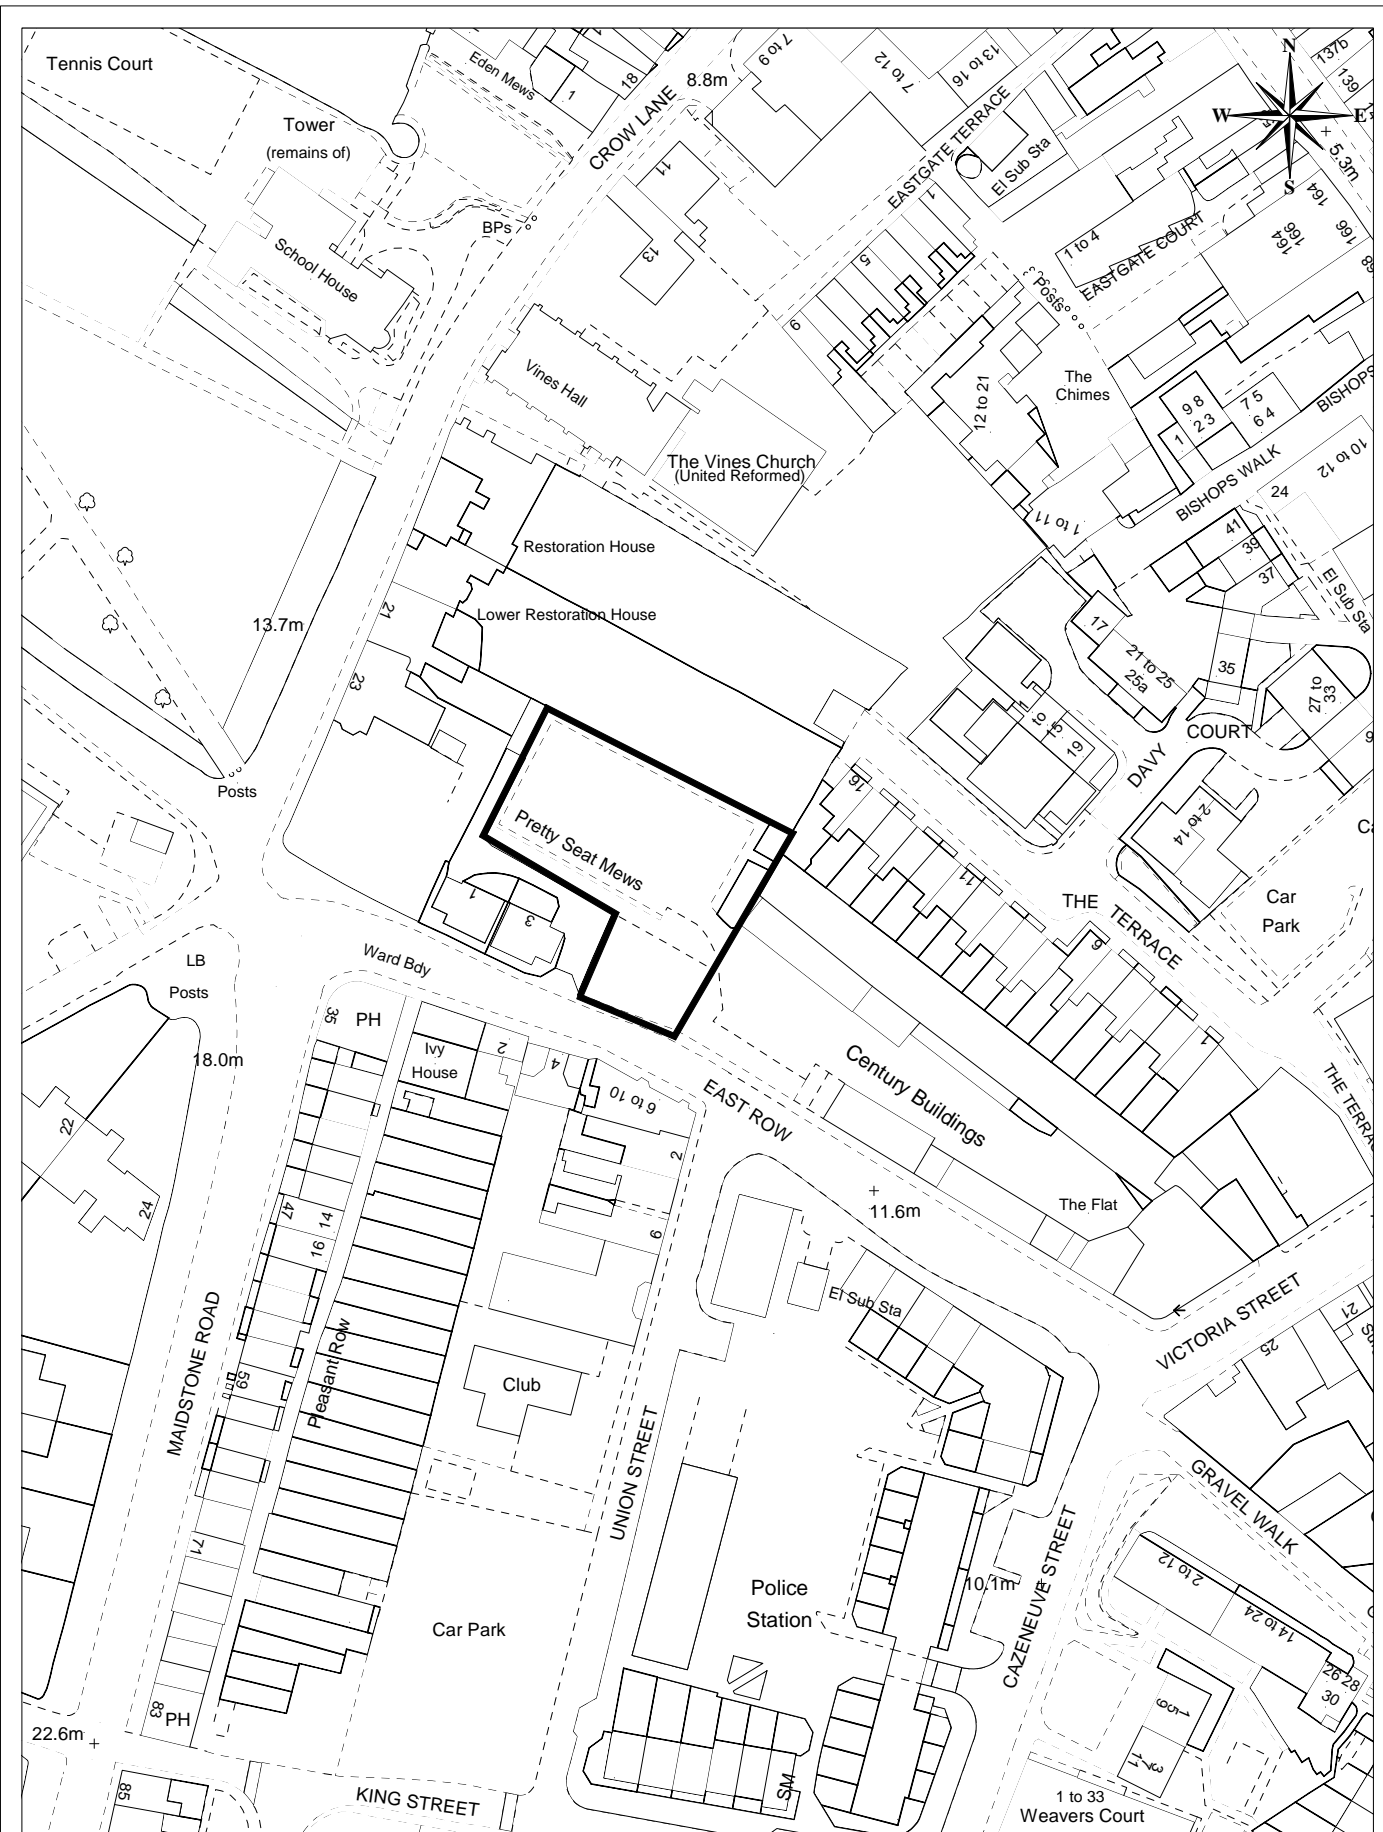 Tennis Court
Eden Mews
1
18
8.8m
7 to 9
7 to 12
13 to 16
137b
139
N
W
E
S
5.3m
Tower
(remains of)
CROW LANE
EASTGATE TERRACE
El Sub Sta
11
13
BPs
School House
1
5
9
1 to 4
EASTGATE COURT
Posts
164
166
164
166
68
Vines Hall
The Vines Church
(United Reformed)
12 to 21
The
Chimes
1 to 11
9 8
2 3
1
7 5
6 4
BISHOPS
BISHOPS WALK
10 to 12
24
41
39
37
El Sub Sta
Restoration House
Lower Restoration House
21
23
13.7m
Posts
17
21 to 25
25a
35
27 to
33
1 to 15
19
DAVY
COURT
2 to 14
Car
Park
Pretty Seat Mews
1
3
16
11
6
1
THE
TERRACE
THE TERRA
Ward Bdy
LB
Posts
18.0m
35
PH
Ivy
House
2
4
6 to 10
EAST ROW
Century Buildings
The Flat
11.6m
22
24
47
14
16
2
9
El Sub Sta
VICTORIA STREET
21
25
MAIDSTONE ROAD
59
Pleasant Row
Club
UNION STREET
GRAVEL WALK
71
Car Park
Police
Station
10.1m
CAZENEUVE STREET
2 to 12
14 to 24
26 28
30
83
PH
22.6m
85
KING STREET
SM
1 to 33
Weavers Court